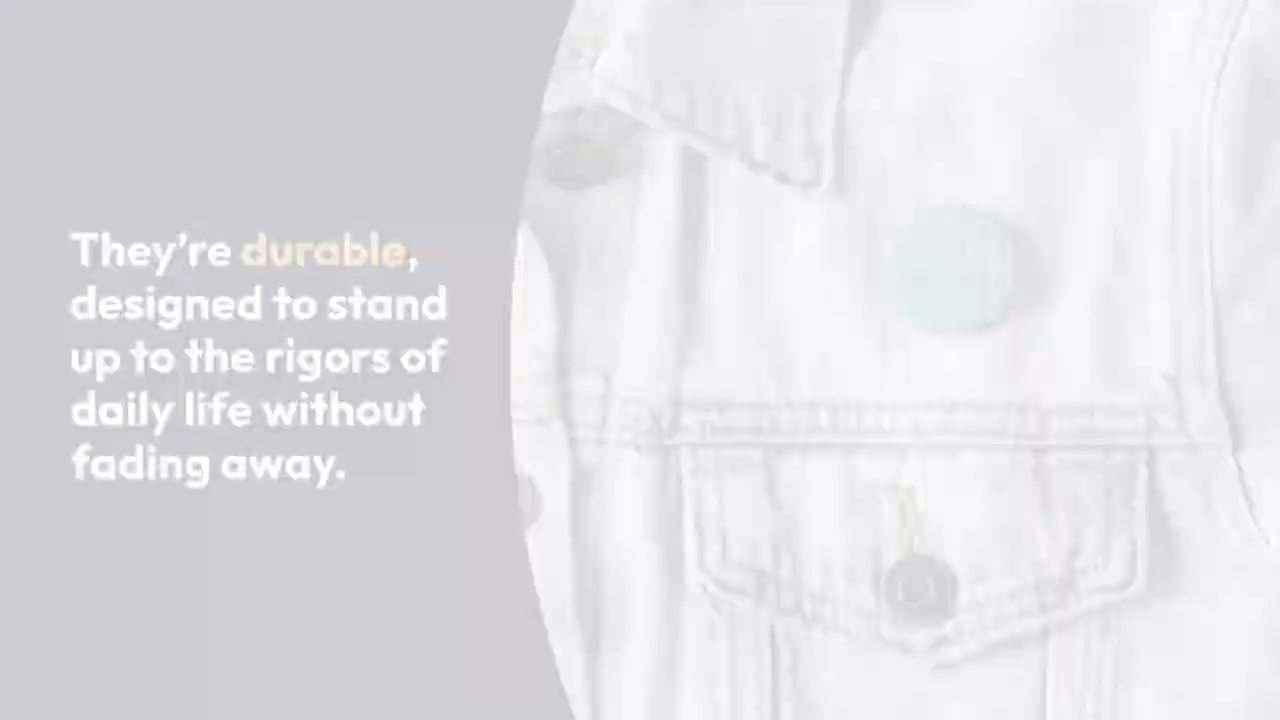 They’re durable,
designed to stand
up to the rigors of
daily life without
fading away.